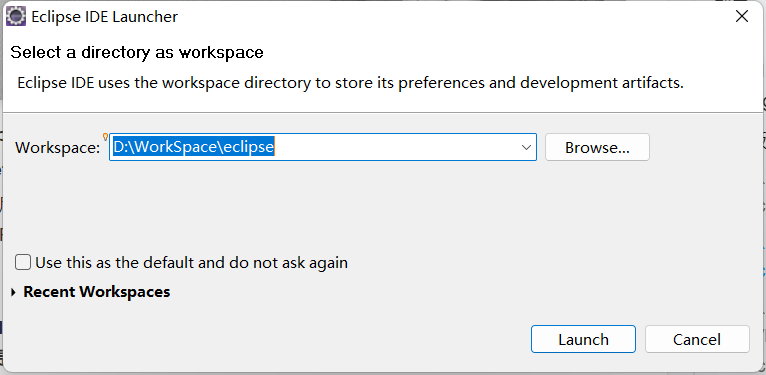 Eclipse IDE Launcher
Select a directory as workspace
Eclipse IDE uses the workspace directory to store its preferences and development artifacts.
Workspace: D:\WorkSpace\eclipse Browse...
Use this as the default and do not ask again
Recent Workspaces
Launch Cancel